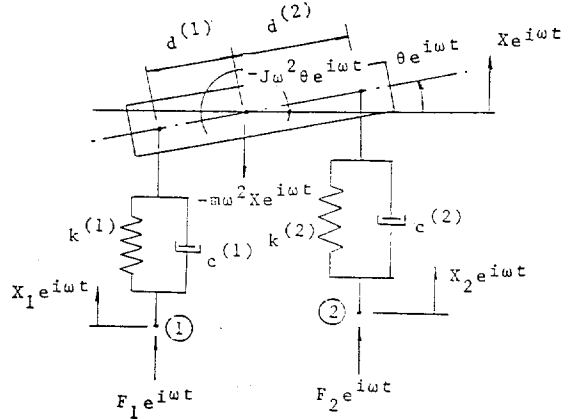 d(1)
d(2)
-Jω²θe^iωt
θe^iωt
Xe^iωt
-mω²Xe^iωt
k(1)
c(1)
k(2)
c(2)
X₁e^iωt
X₂e^iωt
①
②
F₁e^iωt
F₂e^iωt